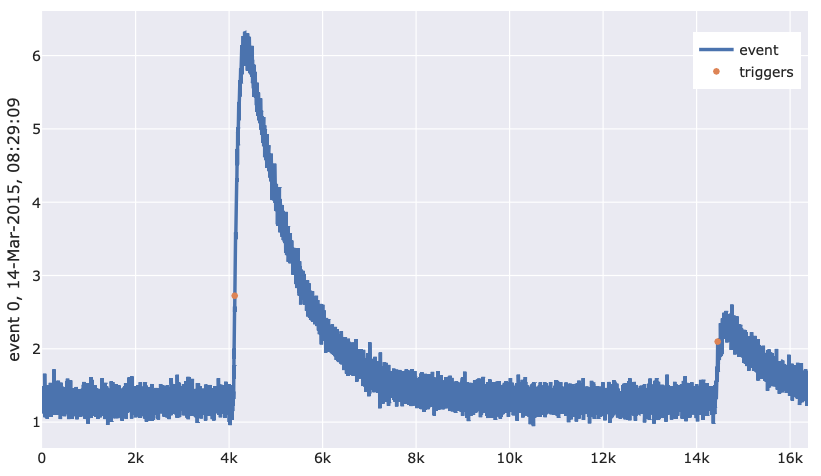 event 0, 14-Mar-2015, 08:29:09
6
5
4
3
2
1
0
2k
4k
6k
8k
10k
12k
14k
16k
event
triggers